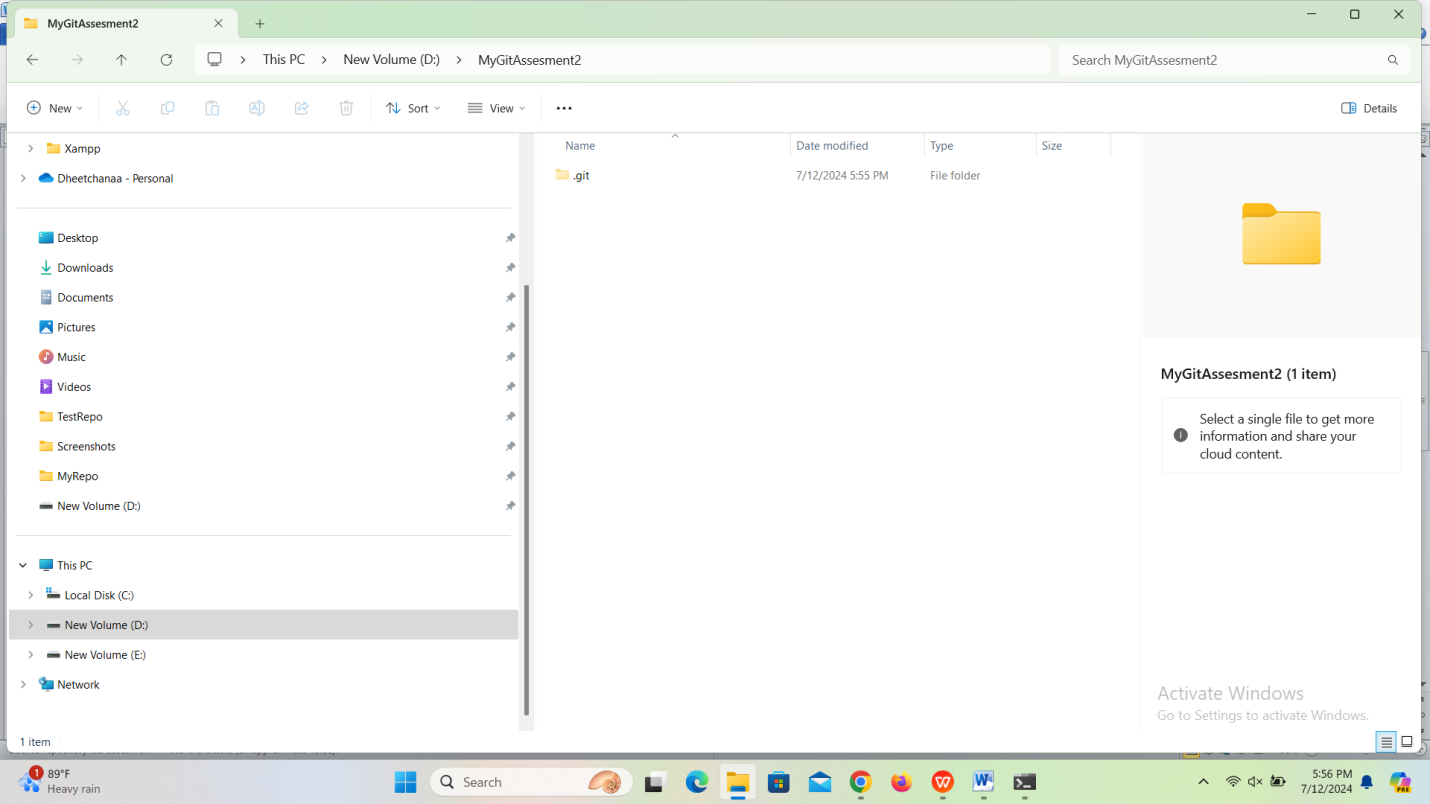 MyGitAssesment2
This PC
New Volume (D:)
MyGitAssesment2
Search MyGitAssesment2
New
Sort
View
Details
Xampp
Dheetchanaa - Personal
Desktop
Downloads
Documents
Pictures
Music
Videos
TestRepo
Screenshots
MyRepo
New Volume (D:)
This PC
Local Disk (C:)
New Volume (D:)
New Volume (E:)
Network
Name
Date modified
Type
Size
.git
7/12/2024 5:55 PM
File folder
MyGitAssesment2 (1 item)
Select a single file to get more
information and share your
cloud content.
Activate Windows
Go to Settings to activate Windows.
1 item
1
89°F
Heavy rain
Search
5:56 PM
7/12/2024
PRE